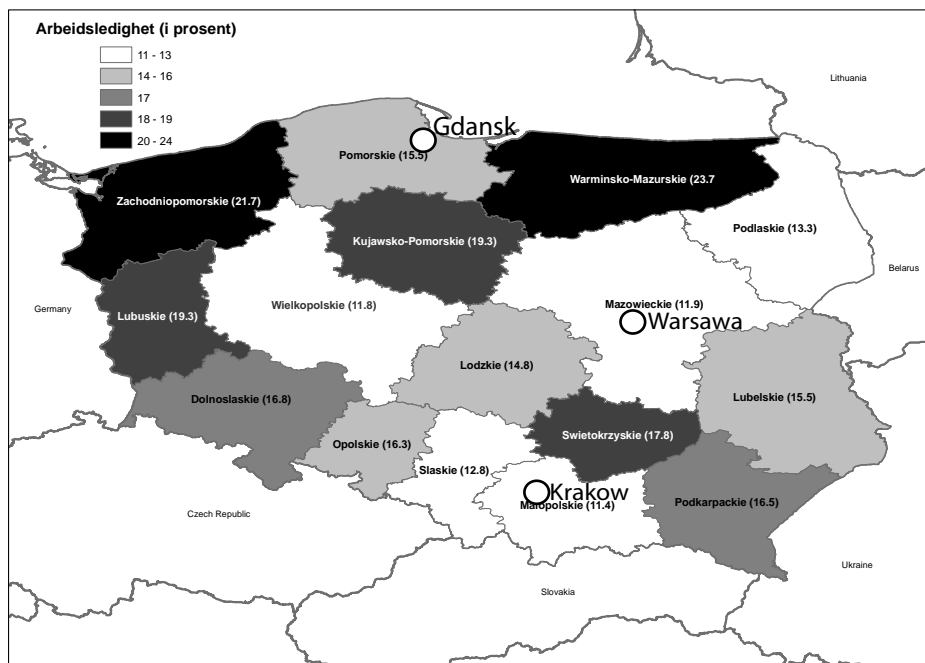 Arbeidsledighet (i prosent)
11 - 13
14 - 16
17
18 - 19
20 - 24
Lithuania
Gdansk
Pomorskie (15.5)
Warminsko-Mazurskie (23.7
Zachodniopomorskie (21.7)
Podlaskie (13.3)
Kujawsko-Pomorskie (19.3)
Belarus
Germany
Wielkopolskie (11.8)
Mazowieckie (11.9)
Lubuskie (19.3)
Warsawa
Lodzkie (14.8)
Dolnoslaskie (16.8)
Lubelskie (15.5)
Swietokrzyskie (17.8)
Opolskie (16.3)
Slaskie (12.8)
Krakow
Malopolskie (11.4)
Podkarpackie (16.5)
Czech Republic
Ukraine
Slovakia